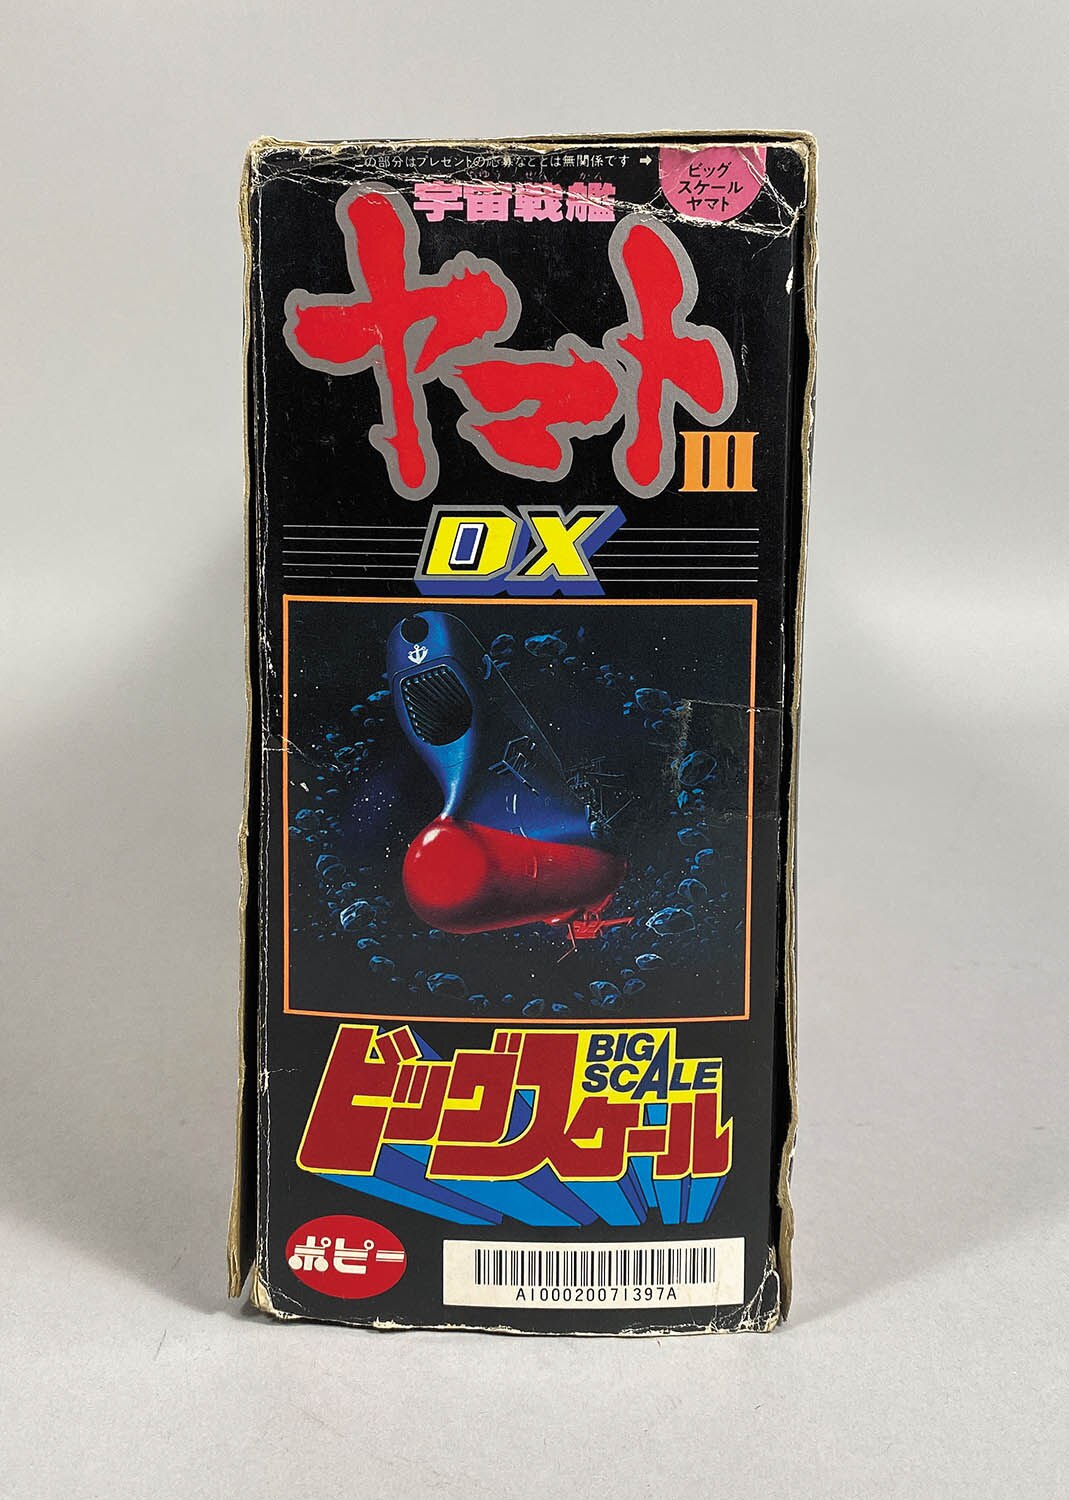 この部分はプレゼントの応募などとは無関係です➡
ビッグ
スケール
ヤマト
宇宙戦艦
ヤマト
III
DX
ビッグスケール
BIG
SCALE
ポピー
A100020071397A